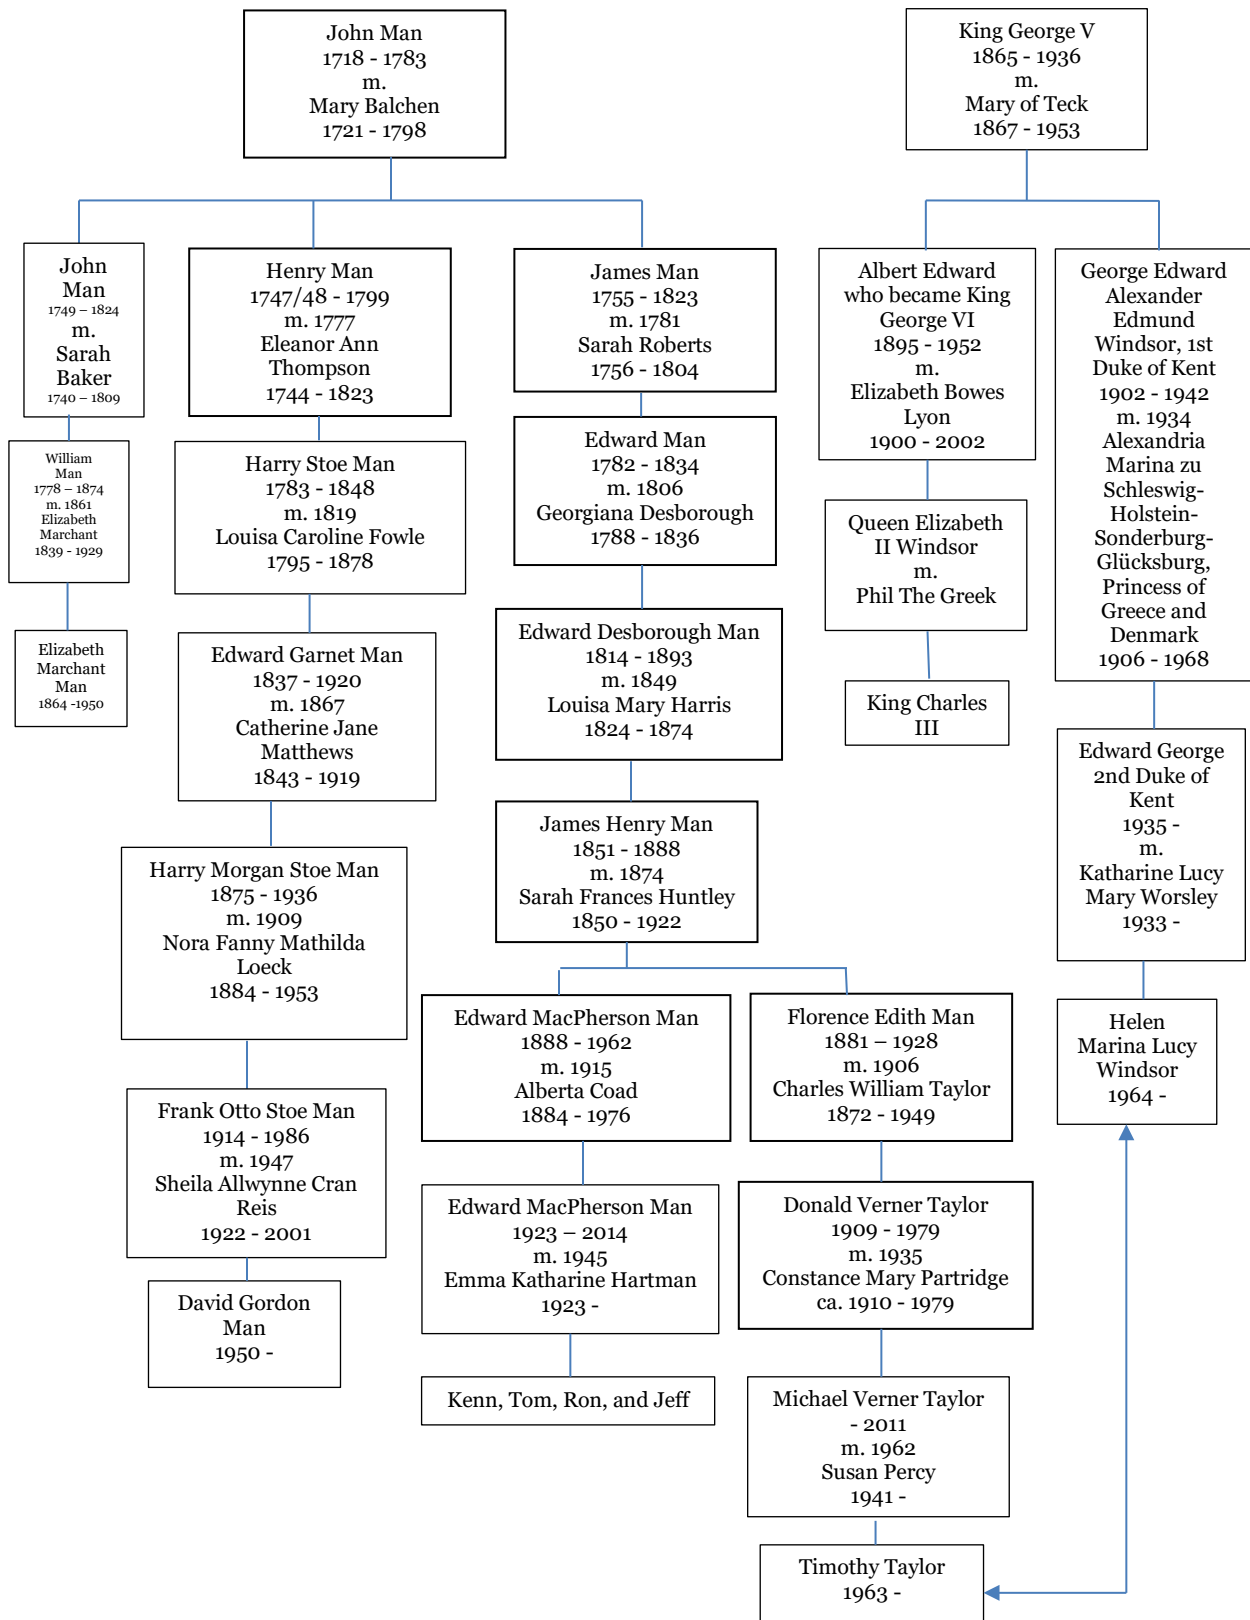 John Man
1718 - 1783
m.
Mary Balchen
1721 - 1798
King George V
1865 - 1936
m.
Mary of Teck
1867 - 1953
John
Man
1749 – 1824
m.
Sarah
Baker
1740 – 1809
Henry Man
1747/48 - 1799
m. 1777
Eleanor Ann
Thompson
1744 - 1823
James Man
1755 - 1823
m. 1781
Sarah Roberts
1756 - 1804
Albert Edward
who became King
George VI
1895 - 1952
m.
Elizabeth Bowes
Lyon
1900 - 2002
George Edward
Alexander
Edmund
Windsor, 1st
Duke of Kent
1902 - 1942
m. 1934
Alexandria
Marina zu
Schleswig-
Holstein-
Sonderburg-
Glücksburg,
Princess of
Greece and
Denmark
1906 - 1968
William
Man
1778 – 1874
m. 1861
Elizabeth
Marchant
1839 - 1929
Harry Stoe Man
1783 - 1848
m. 1819
Louisa Caroline Fowle
1795 - 1878
Edward Man
1782 - 1834
m. 1806
Georgiana Desborough
1788 - 1836
Queen Elizabeth
II Windsor
m.
Phil The Greek
Elizabeth
Marchant
Man
1864 -1950
Edward Garnet Man
1837 - 1920
m. 1867
Catherine Jane
Matthews
1843 - 1919
Edward Desborough Man
1814 - 1893
m. 1849
Louisa Mary Harris
1824 - 1874
King Charles
III
Edward George
2nd Duke of
Kent
1935 -
m.
Katharine Lucy
Mary Worsley
1933 -
Harry Morgan Stoe Man
1875 - 1936
m. 1909
Nora Fanny Mathilda
Loeck
1884 - 1953
James Henry Man
1851 - 1888
m. 1874
Sarah Frances Huntley
1850 - 1922
Edward MacPherson Man
1888 - 1962
m. 1915
Alberta Coad
1884 - 1976
Florence Edith Man
1881 – 1928
m. 1906
Charles William Taylor
1872 - 1949
Helen
Marina Lucy
Windsor
1964 -
Frank Otto Stoe Man
1914 - 1986
m. 1947
Sheila Allwynne Cran
Reis
1922 - 2001
Edward MacPherson Man
1923 – 2014
m. 1945
Emma Katharine Hartman
1923 -
Donald Verner Taylor
1909 - 1979
m. 1935
Constance Mary Partridge
ca. 1910 - 1979
David Gordon
Man
1950 -
Kenn, Tom, Ron, and Jeff
Michael Verner Taylor
- 2011
m. 1962
Susan Percy
1941 -
Timothy Taylor
1963 -